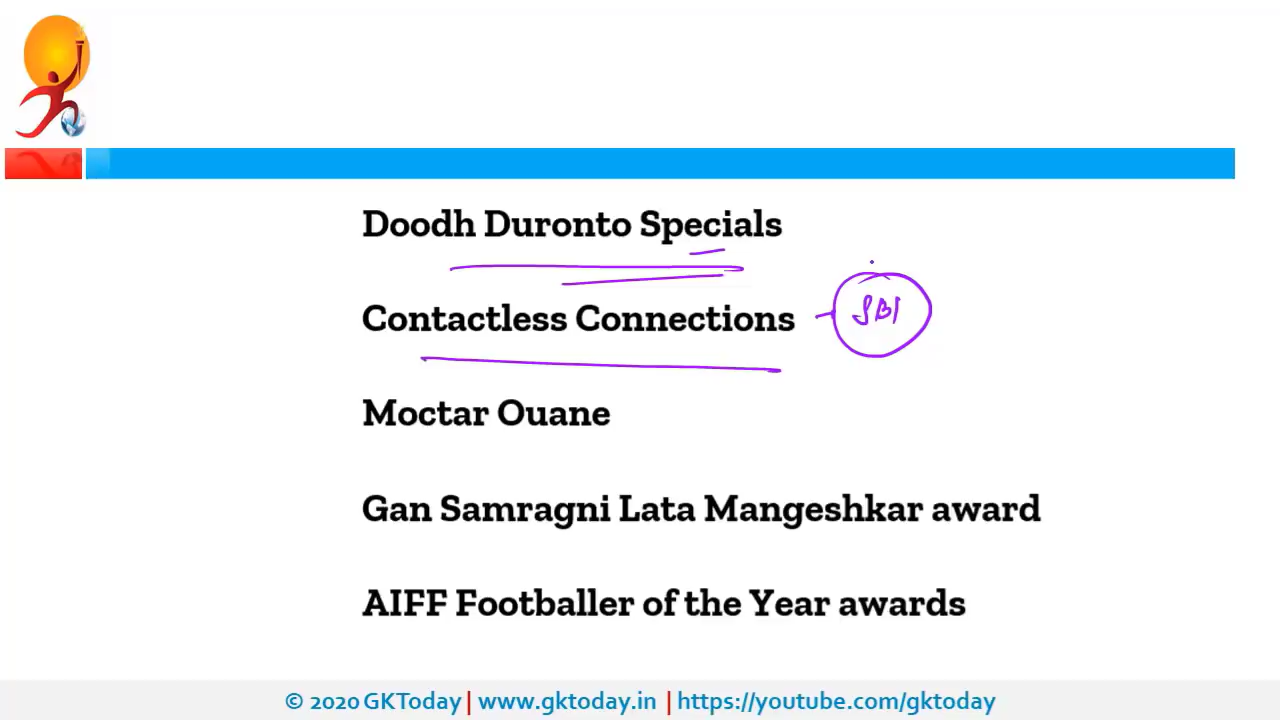 Doodh Duronto Specials
Contactless Connections
SBI
Moctar Ouane
Gan Samragni Lata Mangeshkar award
AIFF Footballer of the Year awards
© 2020 GKToday | www.gktoday.in | https://youtube.com/gktoday